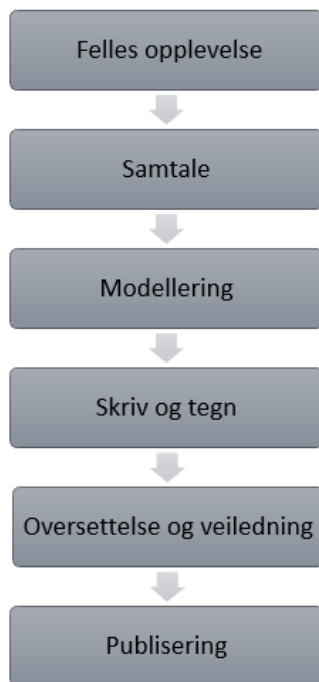 Felles opplevelse
Samtale
Modellering
Skriv og tegn
Oversettelse og veiledning
Publisering